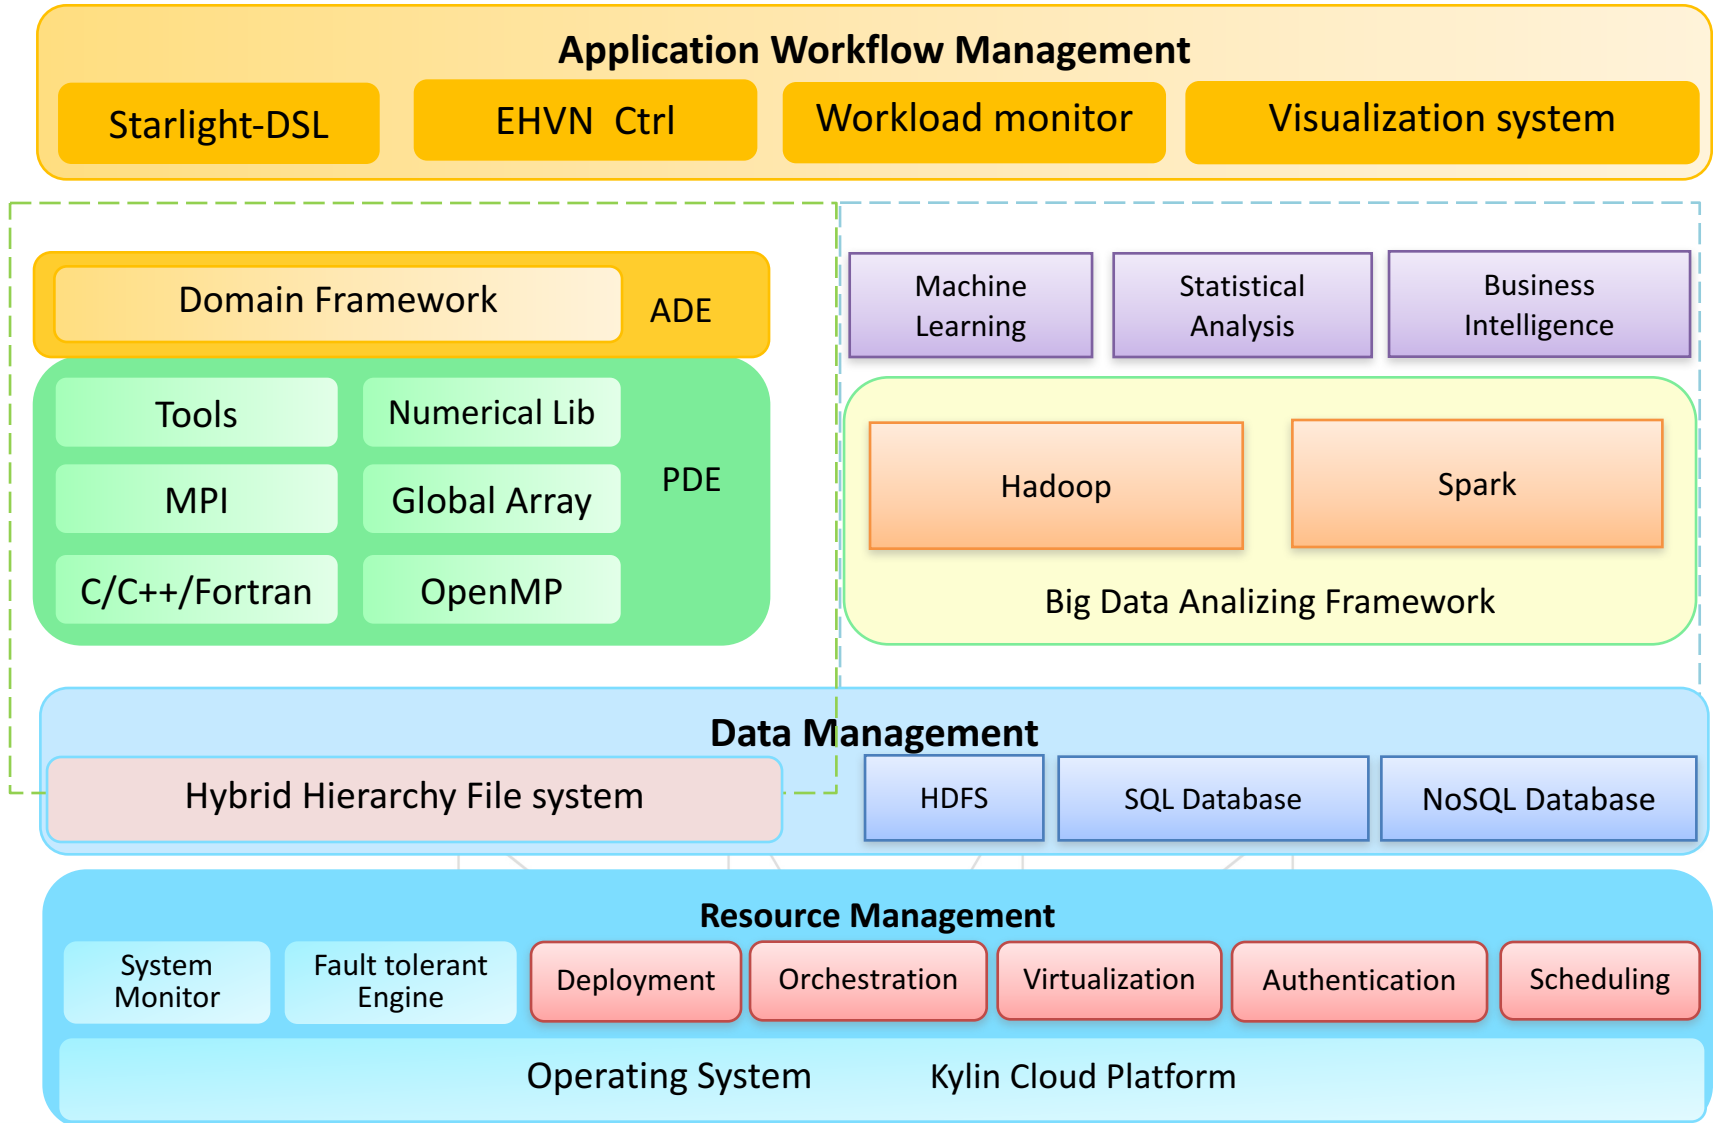 Application Workflow Management
Starlight-DSL
EHVN Ctrl
Workload monitor
Visualization system
Domain Framework
ADE
Machine
Learning
Statistical
Analysis
Business
Intelligence
Tools
Numerical Lib
MPI
Global Array
PDE
C/C++/Fortran
OpenMP
Hadoop
Spark
Big Data Analizing Framework
Data Management
Hybrid Hierarchy File system
HDFS
SQL Database
NoSQL Database
Resource Management
System
Monitor
Fault tolerant
Engine
Deployment
Orchestration
Virtualization
Authentication
Scheduling
Operating System
Kylin Cloud Platform